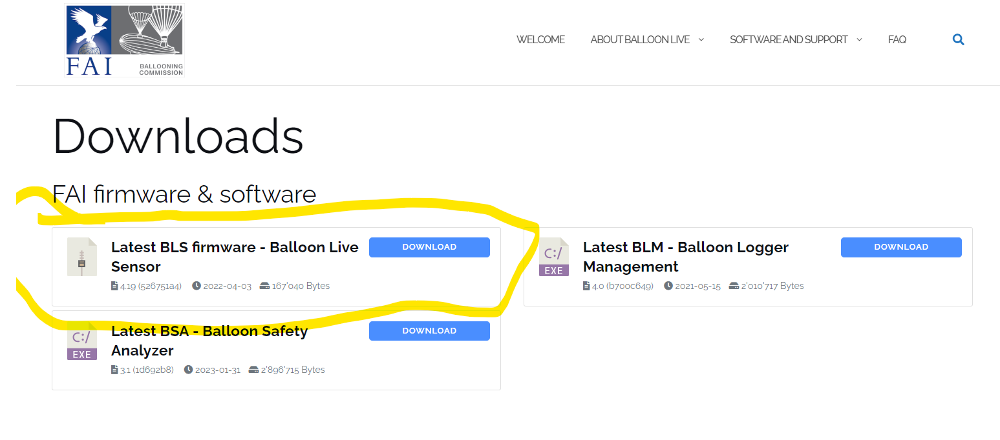 FAI
BALLOONING
COMMISSION
WELCOME ABOUT BALLOON LIVE SOFTWARE AND SUPPORT FAQ
Downloads
FAI firmware & software
Latest BLS firmware - Balloon Live
Sensor
DOWNLOAD
4.19 (526751a4) 2022-04-03 167'040 Bytes
C:/
EXE
Latest BLM - Balloon Logger
Management
DOWNLOAD
4.0 (b700c649) 2021-05-15 2'010'717 Bytes
C:/
EXE
Latest BSA - Balloon Safety
Analyzer
DOWNLOAD
3.1 (1d692b8) 2023-01-31 2'896'715 Bytes